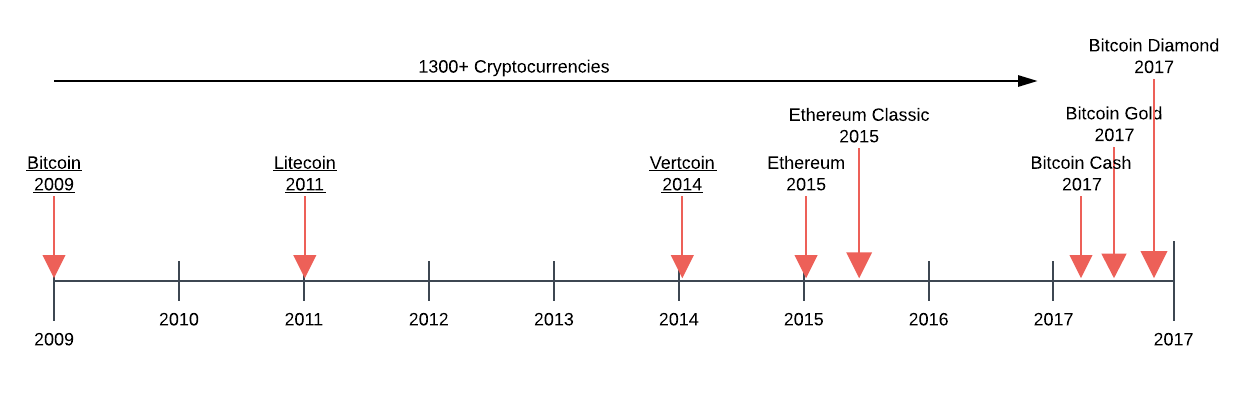 Bitcoin Diamond
2017
1300+ Cryptocurrencies
Ethereum Classic
2015
Bitcoin Gold
2017
Bitcoin
2009
Litecoin
2011
Vertcoin
2014
Ethereum
2015
Bitcoin Cash
2017
2009
2010
2011
2012
2013
2014
2015
2016
2017
2017